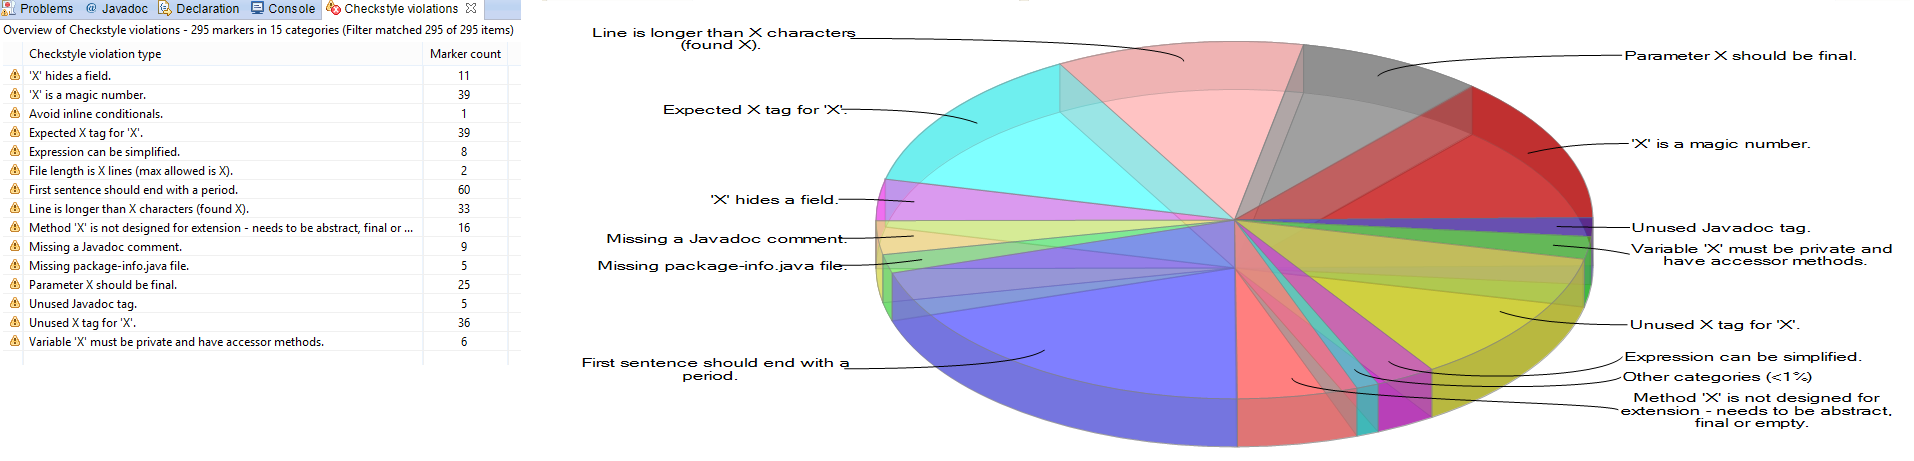 Problems @ Javadoc Declaration Console Checkstyle violations
Overview of Checkstyle violations - 295 markers in 15 categories (Filter matched 295 of 295 items)
Checkstyle violation type Marker count
'X' hides a field. 11
'X' is a magic number. 39
Avoid inline conditionals. 1
Expected X tag for 'X'. 39
Expression can be simplified. 8
File length is X lines (max allowed is X). 2
First sentence should end with a period. 60
Line is longer than X characters (found X). 33
Method 'X' is not designed for extension - needs to be abstract, final or ... 16
Missing a Javadoc comment. 9
Missing package-info.java file. 5
Parameter X should be final. 25
Unused Javadoc tag. 5
Unused X tag for 'X'. 36
Variable 'X' must be private and have accessor methods. 6
Line is longer than X characters
(found X).
Expected X tag for 'X'.
'X' hides a field.
Missing a Javadoc comment.
Missing package-info.java file.
First sentence should end with a
period.
Parameter X should be final.
'X' is a magic number.
Unused Javadoc tag.
Variable 'X' must be private and
have accessor methods.
Unused X tag for 'X'.
Expression can be simplified.
Other categories (<1%)
Method 'X' is not designed for
extension - needs to be abstract,
final or empty.